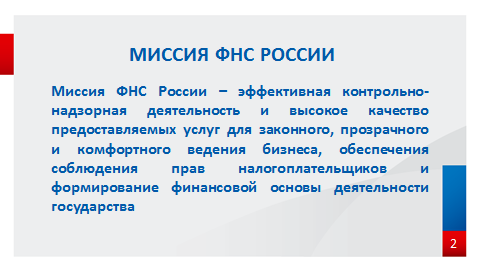 МИССИЯ ФНС РОССИИ
Миссия ФНС России – эффективная контрольно-
надзорная деятельность и высокое качество
предоставляемых услуг для законного, прозрачного
и комфортного ведения бизнеса, обеспечения
соблюдения прав налогоплательщиков и
формирование финансовой основы деятельности
государства
2